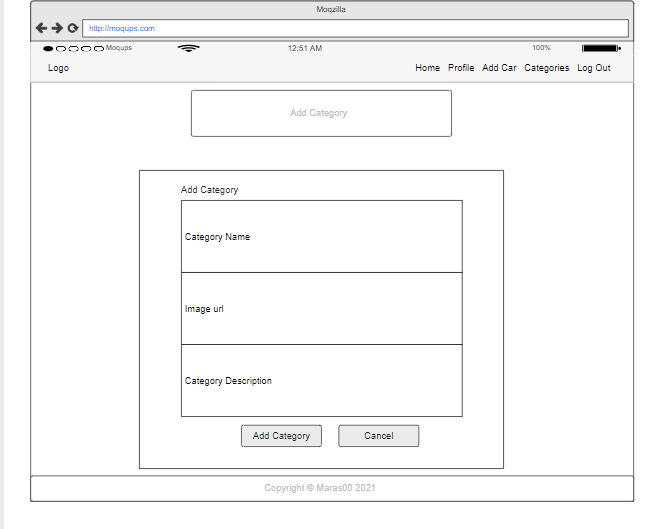 Moqzilla
http://moqups.com
Moqups 12:51 AM 100%
Logo Home Profile Add Car Categories Log Out
Add Category
Add Category
Category Name
Image url
Category Description
Add Category Cancel
Copyright © Maras00 2021